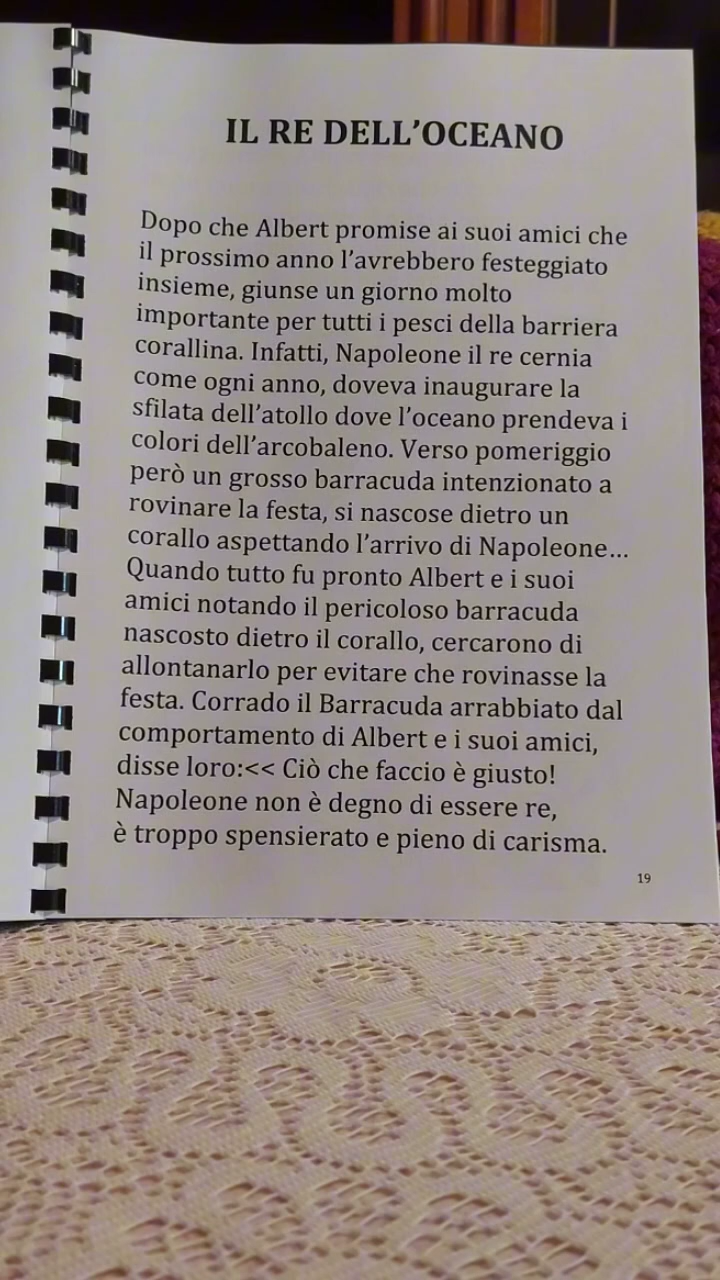 IL RE DELL’OCEANO
Dopo che Albert promise ai suoi amici che
il prossimo anno l’avrebbero festeggiato
insieme, giunse un giorno molto
importante per tutti i pesci della barriera
corallina. Infatti, Napoleone il re cernia
come ogni anno, doveva inaugurare la
sfilata dell’atollo dove l’oceano prendeva i
colori dell’arcobaleno. Verso pomeriggio
però un grosso barracuda intenzionato a
rovinare la festa, si nascose dietro un
corallo aspettando l’arrivo di Napoleone…
Quando tutto fu pronto Albert e i suoi
amici notando il pericoloso barracuda
nascosto dietro il corallo, cercarono di
allontanarlo per evitare che rovinasse la
festa. Corrado il Barracuda arrabbiato dal
comportamento di Albert e i suoi amici,
disse loro:<< Ciò che faccio è giusto!
Napoleone non è degno di essere re,
è troppo spensierato e pieno di carisma.
19